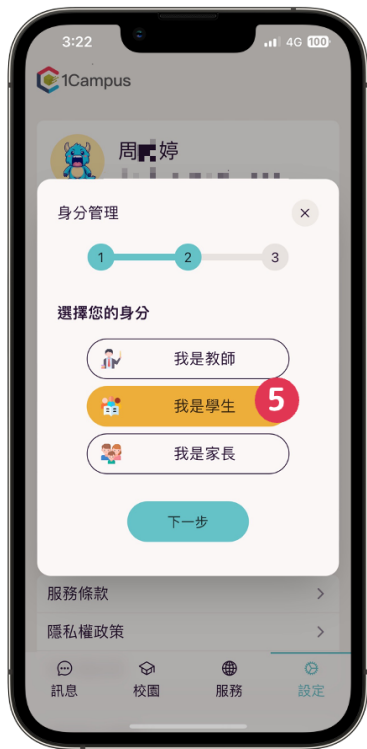 3:22
4G 100
1Campus
周 婷
身分管理
1 2 3
選擇您的身分
我是教師
我是學生
5
我是家長
下一步
服務條款
隱私權政策
訊息 校園 服務 設定